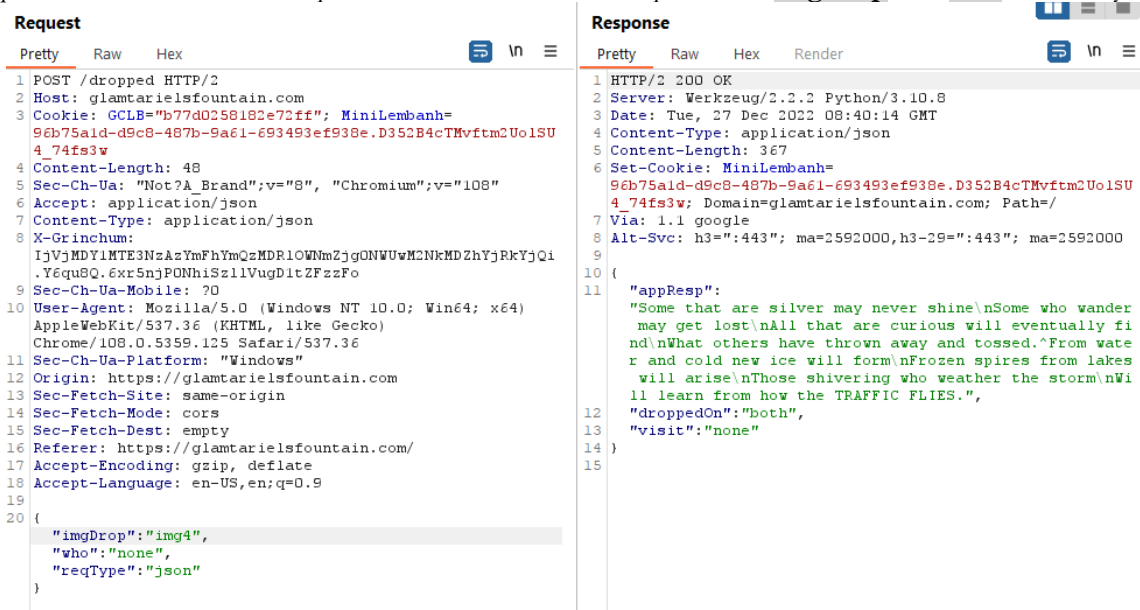 Request
Pretty Raw Hex
\n
1 POST /dropped HTTP/2
2 Host: glamtarielsfountain.com
3 Cookie: GCLB="b77d0258182e72ff"; MiniLembanh=
96b75a1d-d9c8-487b-9a61-693493ef938e.D352B4cTMvftm2UolSU
4_74fs3w
4 Content-Length: 48
5 Sec-Ch-Ua: "Not?A_Brand";v="8", "Chromium";v="108"
6 Accept: application/json
7 Content-Type: application/json
8 X-Grinchum:
IjVjMDY1MTE3NzAzYmFhYmQzMDRlOWNmZjg0NWUwM2NkMDZhYjRkYjQi
.Y6qu8Q.6xr5njP0NhiSzl1VugD1tZFzzFo
9 Sec-Ch-Ua-Mobile: ?0
10 User-Agent: Mozilla/5.0 (Windows NT 10.0; Win64; x64)
AppleWebKit/537.36 (KHTML, like Gecko)
Chrome/108.0.5359.125 Safari/537.36
11 Sec-Ch-Ua-Platform: "Windows"
12 Origin: https://glamtarielsfountain.com
13 Sec-Fetch-Site: same-origin
14 Sec-Fetch-Mode: cors
15 Sec-Fetch-Dest: empty
16 Referer: https://glamtarielsfountain.com/
17 Accept-Encoding: gzip, deflate
18 Accept-Language: en-US,en;q=0.9
19
20 {
"imgDrop":"img4",
"who":"none",
"reqType":"json"
}
Response
Pretty Raw Hex Render
\n
1 HTTP/2 200 OK
2 Server: Werkzeug/2.2.2 Python/3.10.8
3 Date: Tue, 27 Dec 2022 08:40:14 GMT
4 Content-Type: application/json
5 Content-Length: 367
6 Set-Cookie: MiniLembanh=
96b75a1d-d9c8-487b-9a61-693493ef938e.D352B4cTMvftm2UolSU
4_74fs3w; Domain=glamtarielsfountain.com; Path=/
7 Via: 1.1 google
8 Alt-Svc: h3=":443"; ma=2592000,h3-29=":443"; ma=2592000
9
10 {
11 "appResp":
"Some that are silver may never shine\nSome who wander
may get lost\nAll that are curious will eventually fi
nd\nWhat others have thrown away and tossed.^From wate
r and cold new ice will form\nFrozen spires from lakes
will arise\nThose shivering who weather the storm\nWi
ll learn from how the TRAFFIC FLIES.",
12 "droppedOn":"both",
13 "visit":"none"
14 }
15